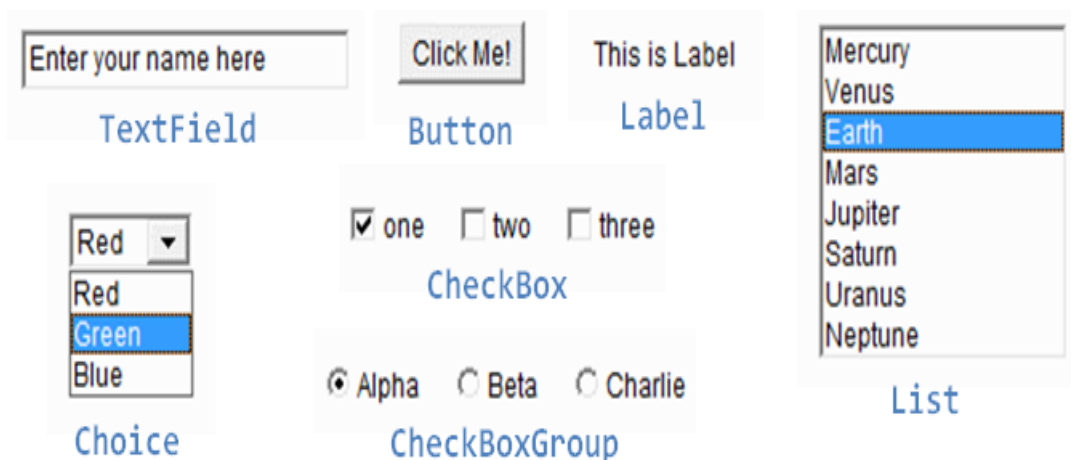 Enter your name here
TextField
Click Me!
Button
This is Label
Label
Mercury
Venus
Earth
Mars
Jupiter
Saturn
Uranus
Neptune
List
Red
Red
Green
Blue
Choice
one two three
CheckBox
Alpha Beta Charlie
CheckBoxGroup